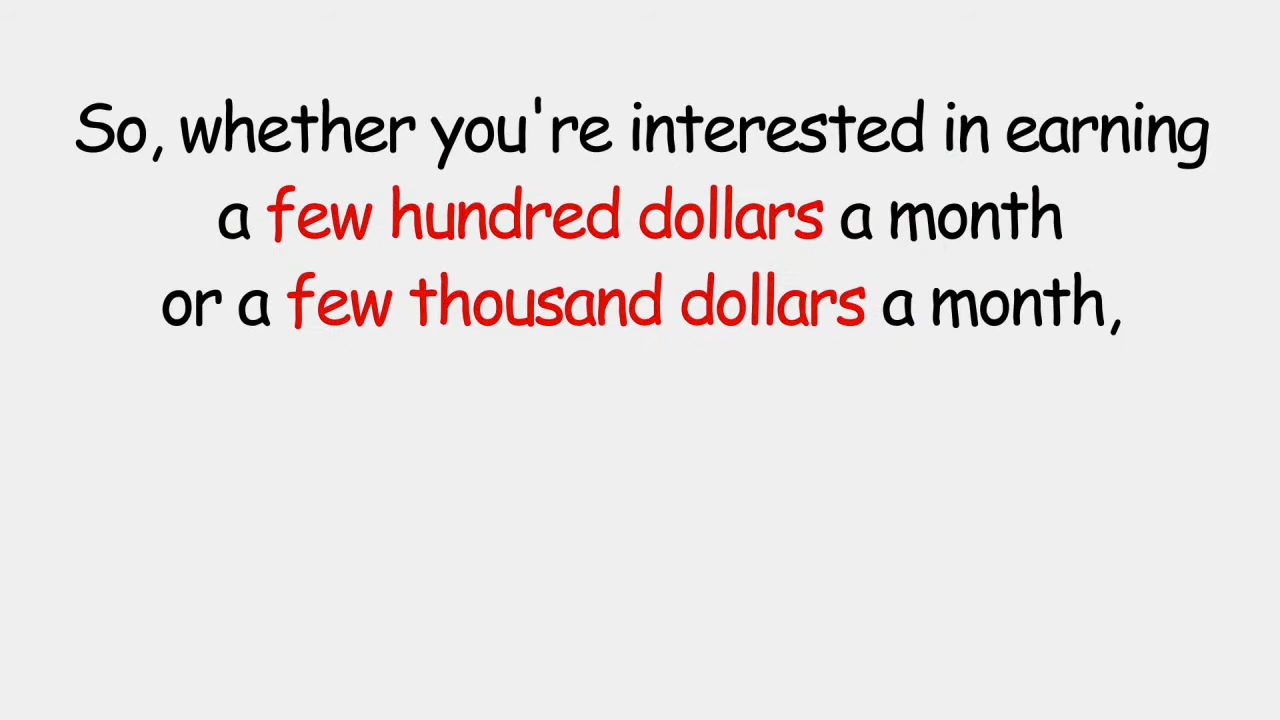 So, whether you're interested in earning
a few hundred dollars a month
or a few thousand dollars a month,